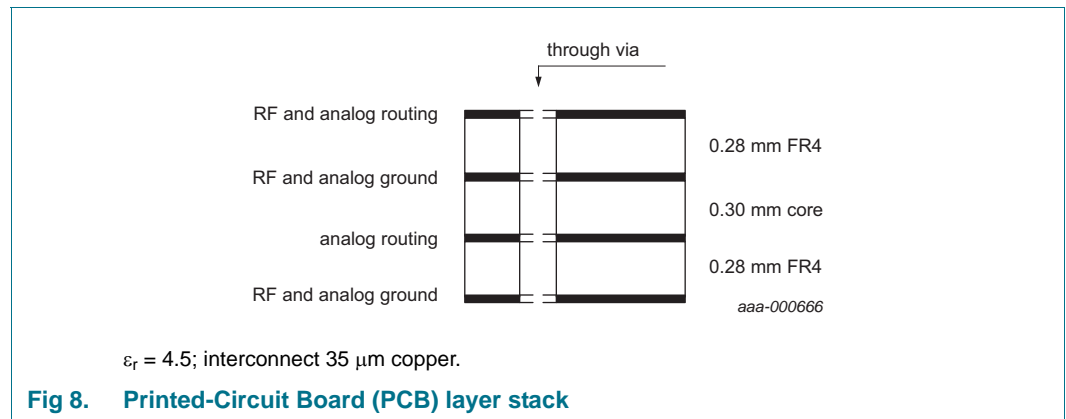 through via
RF and analog routing
0.28 mm FR4
RF and analog ground
0.30 mm core
analog routing
0.28 mm FR4
RF and analog ground
aaa-000666
εr = 4.5; interconnect 35 μm copper.
Fig 8. Printed-Circuit Board (PCB) layer stack